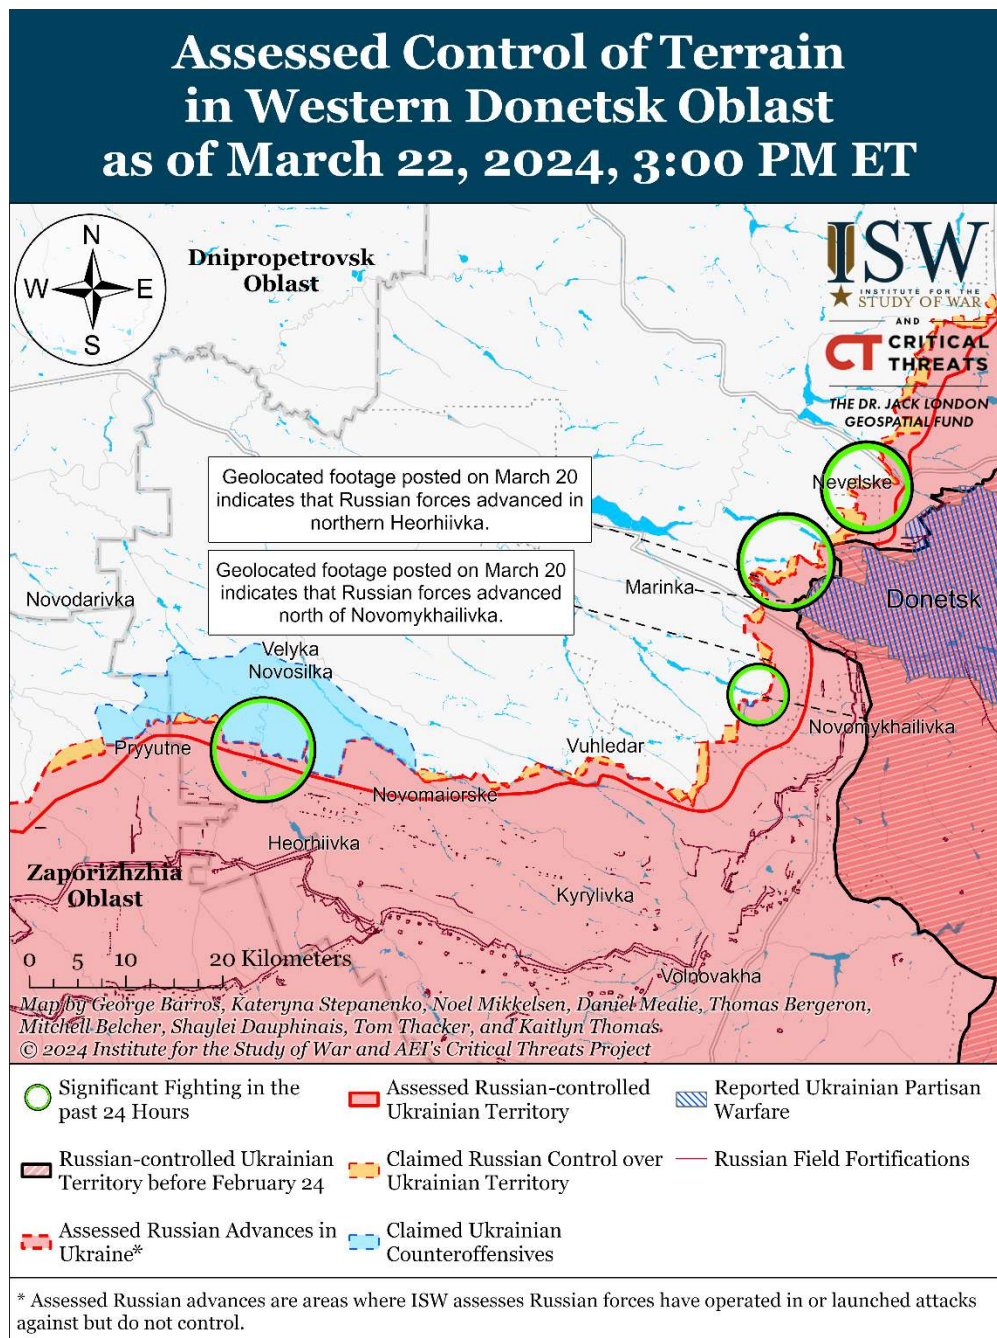 Assessed Control of Terrain
in Western Donetsk Oblast
as of March 22, 2024, 3:00 PM ET
N
W
E
S
Dnipropetrovsk
Oblast
ISW
INSTITUTE FOR THE
STUDY OF WAR
AND
CT CRITICAL
THREATS
THE DR. JACK LONDON
GEOSPATIAL FUND
Geolocated footage posted on March 20
indicates that Russian forces advanced in
northern Heorhiivka.
Nevelske
Geolocated footage posted on March 20
indicates that Russian forces advanced
north of Novomykhailivka.
Marinka
Donetsk
Novodarivka
Velyka
Novosilka
Novomykhailivka
Pryyutne
Vuhledar
Novomaiorske
Heorhiivka
Zaporizhzhia
Oblast
Kyrylivka
Volnovakha
0 5 10 20 Kilometers
Map by George Barros, Kateryna Stepanenko, Noel Mikkelsen, Daniel Mealie, Thomas Bergeron,
Mitchell Belcher, Shaylei Dauphinais, Tom Thacker, and Kaitlyn Thomas
© 2024 Institute for the Study of War and AEI's Critical Threats Project
Significant Fighting in the
past 24 Hours
Russian-controlled Ukrainian
Territory before February 24
Assessed Russian Advances in
Ukraine*
Assessed Russian-controlled
Ukrainian Territory
Claimed Russian Control over
Ukrainian Territory
Claimed Ukrainian
Counteroffensives
Reported Ukrainian Partisan
Warfare
Russian Field Fortifications
* Assessed Russian advances are areas where ISW assesses Russian forces have operated in or launched attacks
against but do not control.